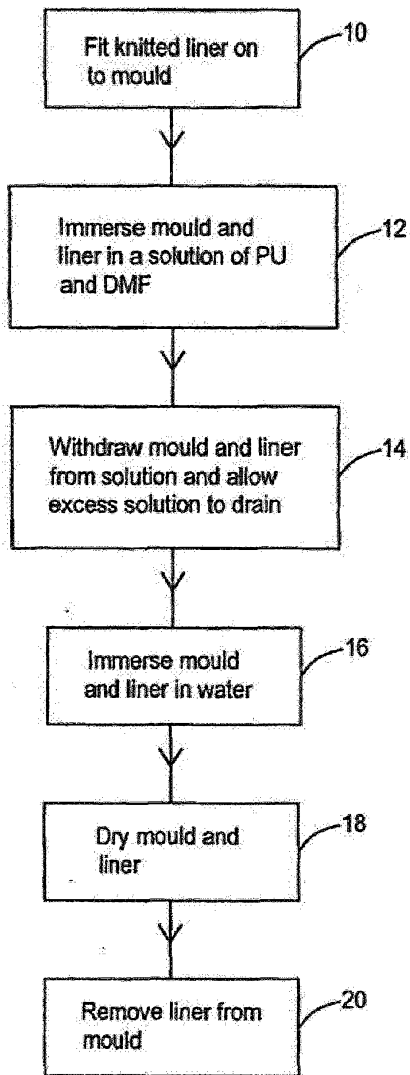 10
Fit knitted liner on
to mould
12
Immerse mould and
liner in a solution of PU
and DMF
14
Withdraw mould and liner
from solution and allow
excess solution to drain
16
Immerse mould
and liner in water
18
Dry mould and
liner
20
Remove liner from
mould